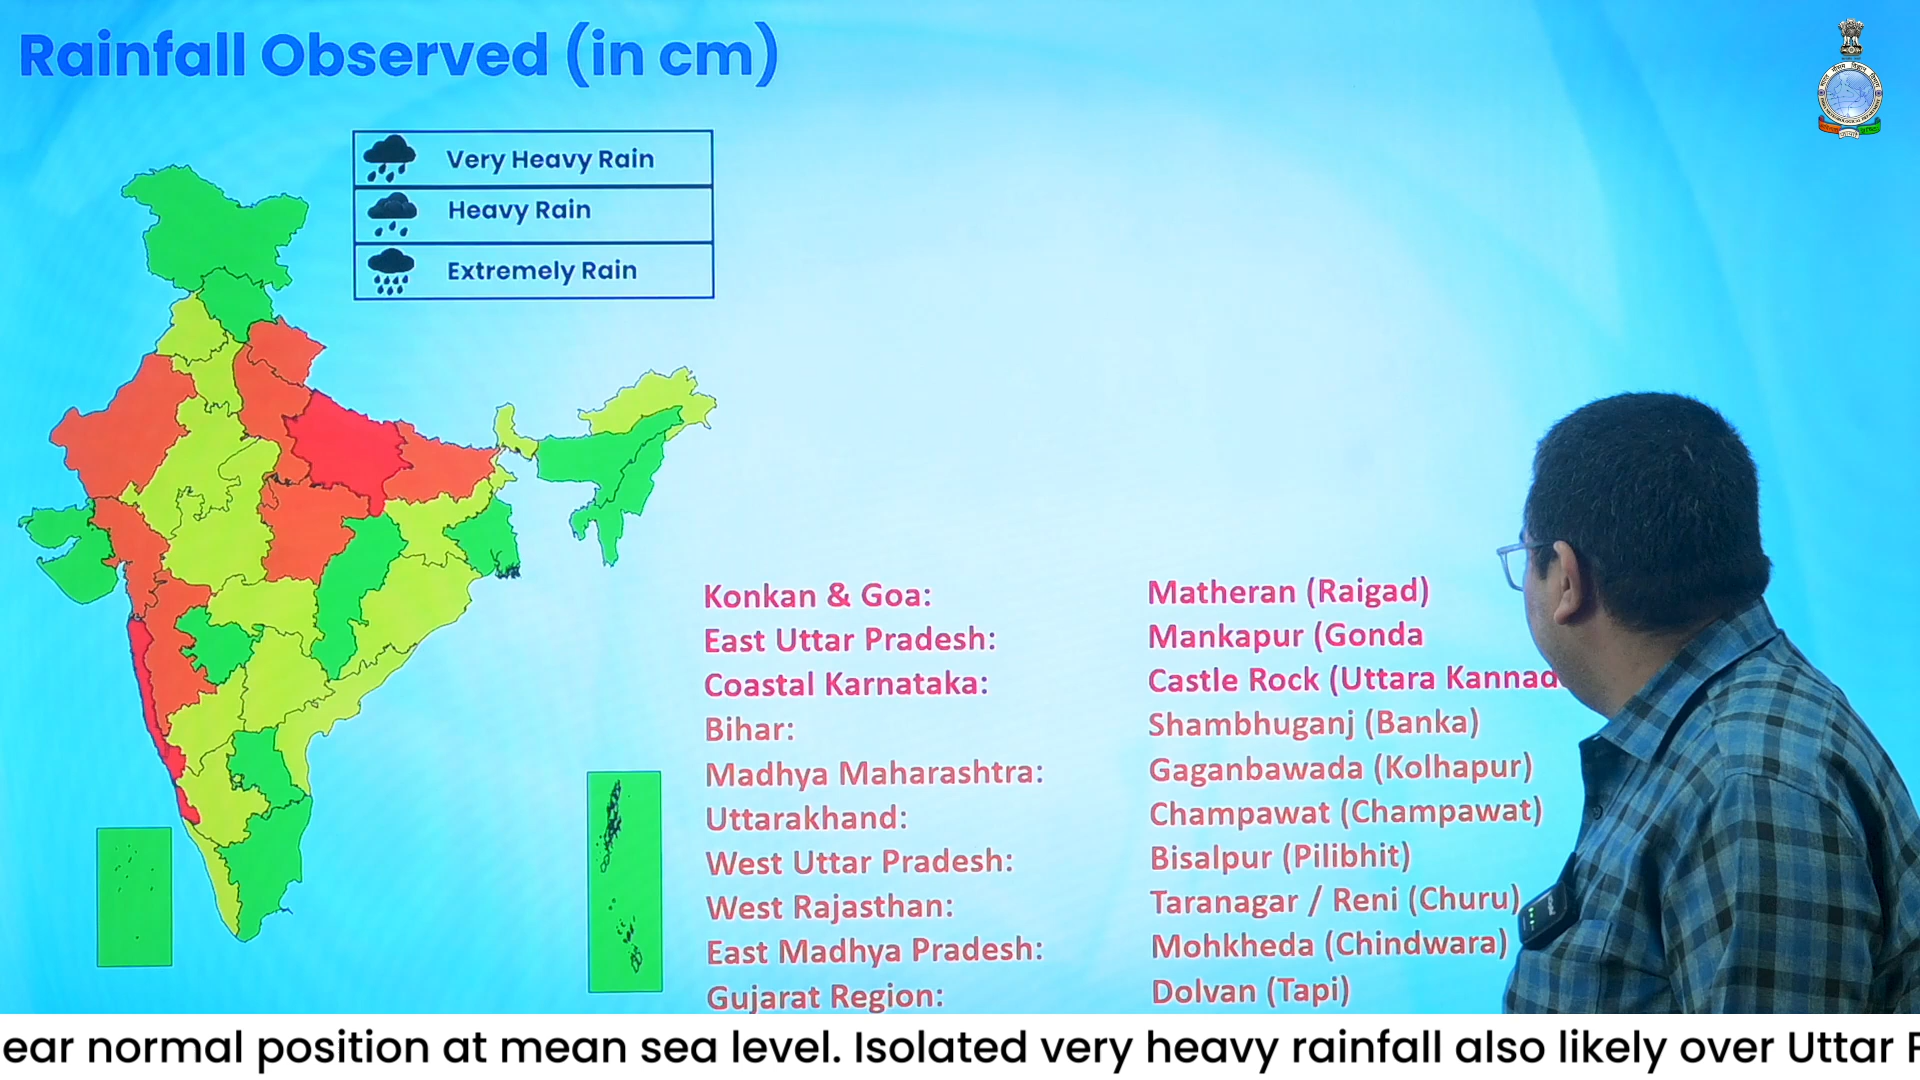 Rainfall Observed (in cm)
Very Heavy Rain
Heavy Rain
Extremely Rain
Konkan & Goa: Matheran (Raigad)
East Uttar Pradesh: Mankapur (Gonda
Coastal Karnataka: Castle Rock (Uttara Kannad
Bihar: Shambhuganj (Banka)
Madhya Maharashtra: Gaganbawada (Kolhapur)
Uttarakhand: Champawat (Champawat)
West Uttar Pradesh: Bisalpur (Pilibhit)
West Rajasthan: Taranagar / Reni (Churu)
East Madhya Pradesh: Mohkheda (Chindwara)
Gujarat Region: Dolvan (Tapi)
ear normal position at mean sea level. Isolated very heavy rainfall also likely over Uttar P